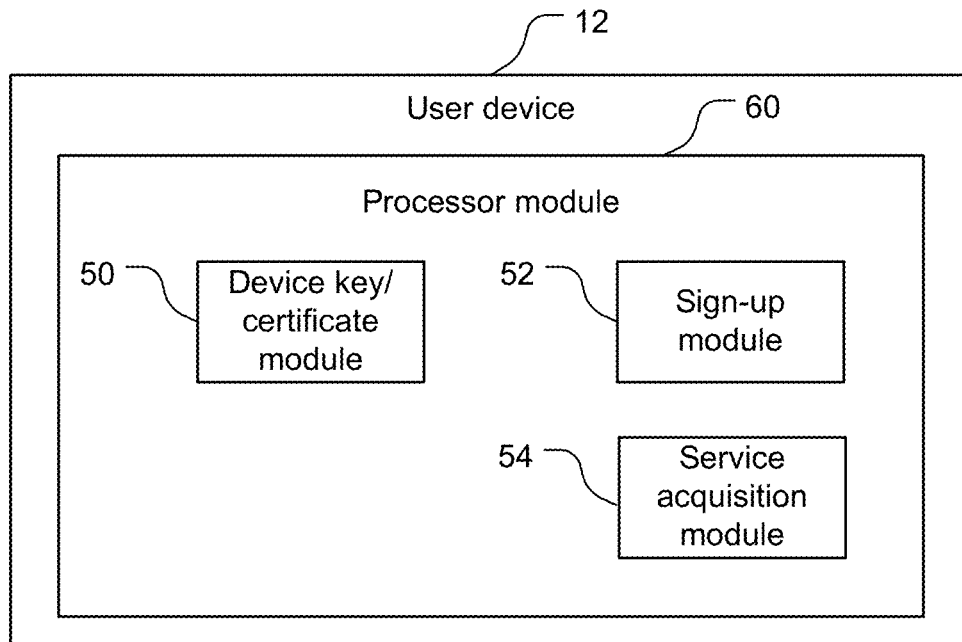 12
User device
60
Processor module
50
Device key/
certificate
module
52
Sign-up
module
54
Service
acquisition
module